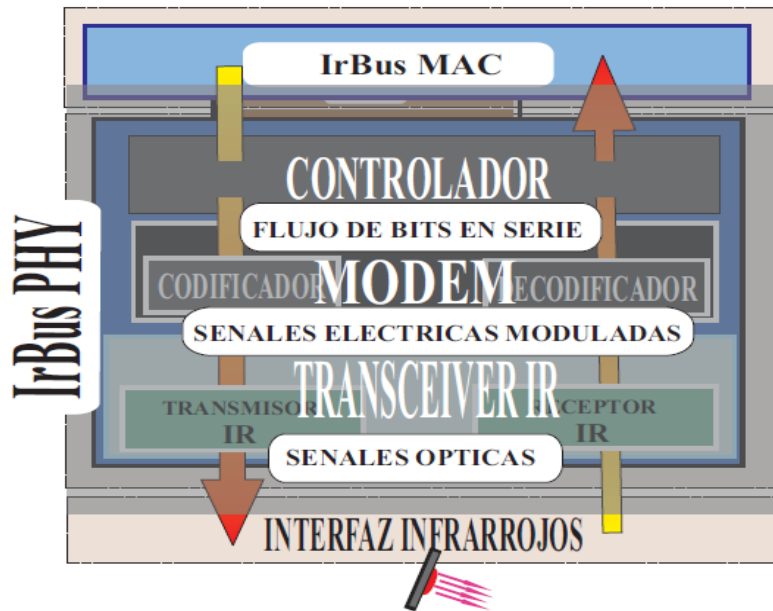 IrBus MAC
IrBus PHY
CONTROLADOR
FLUJO DE BITS EN SERIE
CODIFICADOR
MODEM
DECODIFICADOR
SENALES ELECTRICAS MODULADAS
TRANSCEIVER IR
TRANSMISOR
IR
RECEPTOR
IR
SENALES OPTICAS
INTERFAZ INFRARROJOS